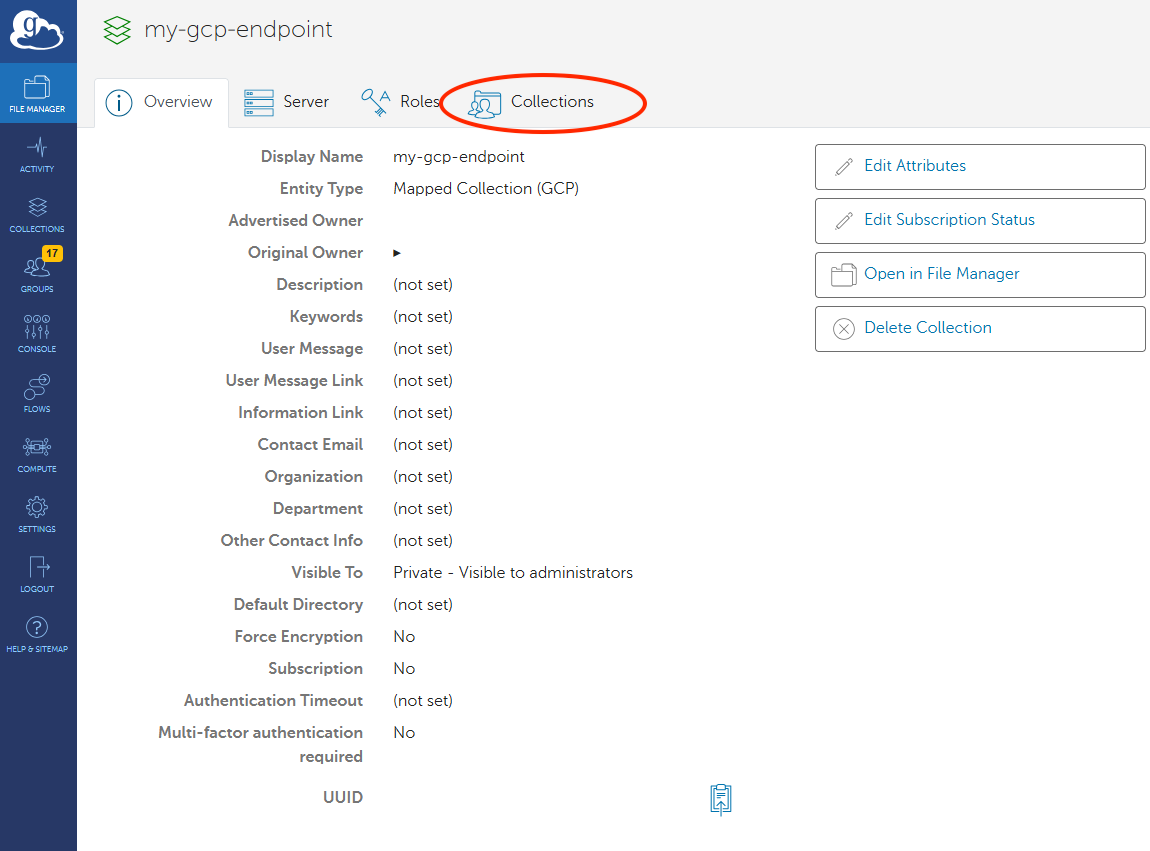 my-gcp-endpoint
Overview Server Roles Collections
FILE MANAGER
ACTIVITY
COLLECTIONS
17
GROUPS
CONSOLE
FLOWS
COMPUTE
SETTINGS
LOGOUT
HELP & SITEMAP
Display Name my-gcp-endpoint
Entity Type Mapped Collection (GCP)
Advertised Owner
Original Owner ▸
Description (not set)
Keywords (not set)
User Message (not set)
User Message Link (not set)
Information Link (not set)
Contact Email (not set)
Organization (not set)
Department (not set)
Other Contact Info (not set)
Visible To Private - Visible to administrators
Default Directory (not set)
Force Encryption No
Subscription No
Authentication Timeout (not set)
Multi-factor authentication No
required
UUID
Edit Attributes
Edit Subscription Status
Open in File Manager
Delete Collection